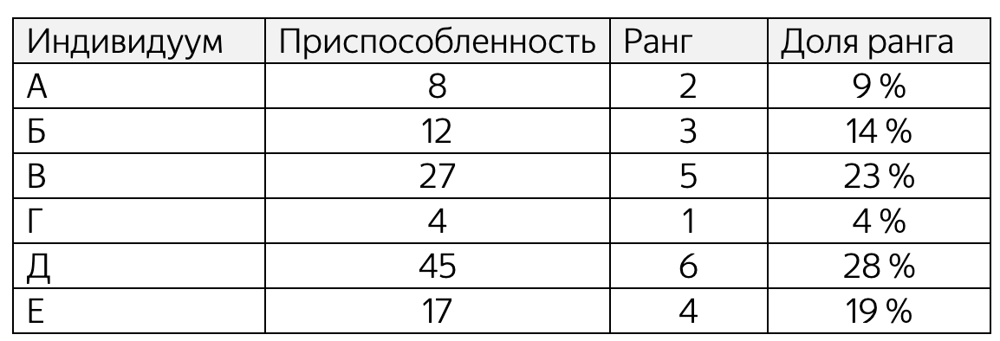 Индивидуум Приспособленность Ранг Доля ранга
А 8 2 9 %
Б 12 3 14 %
В 27 5 23 %
Г 4 1 4 %
Д 45 6 28 %
Е 17 4 19 %